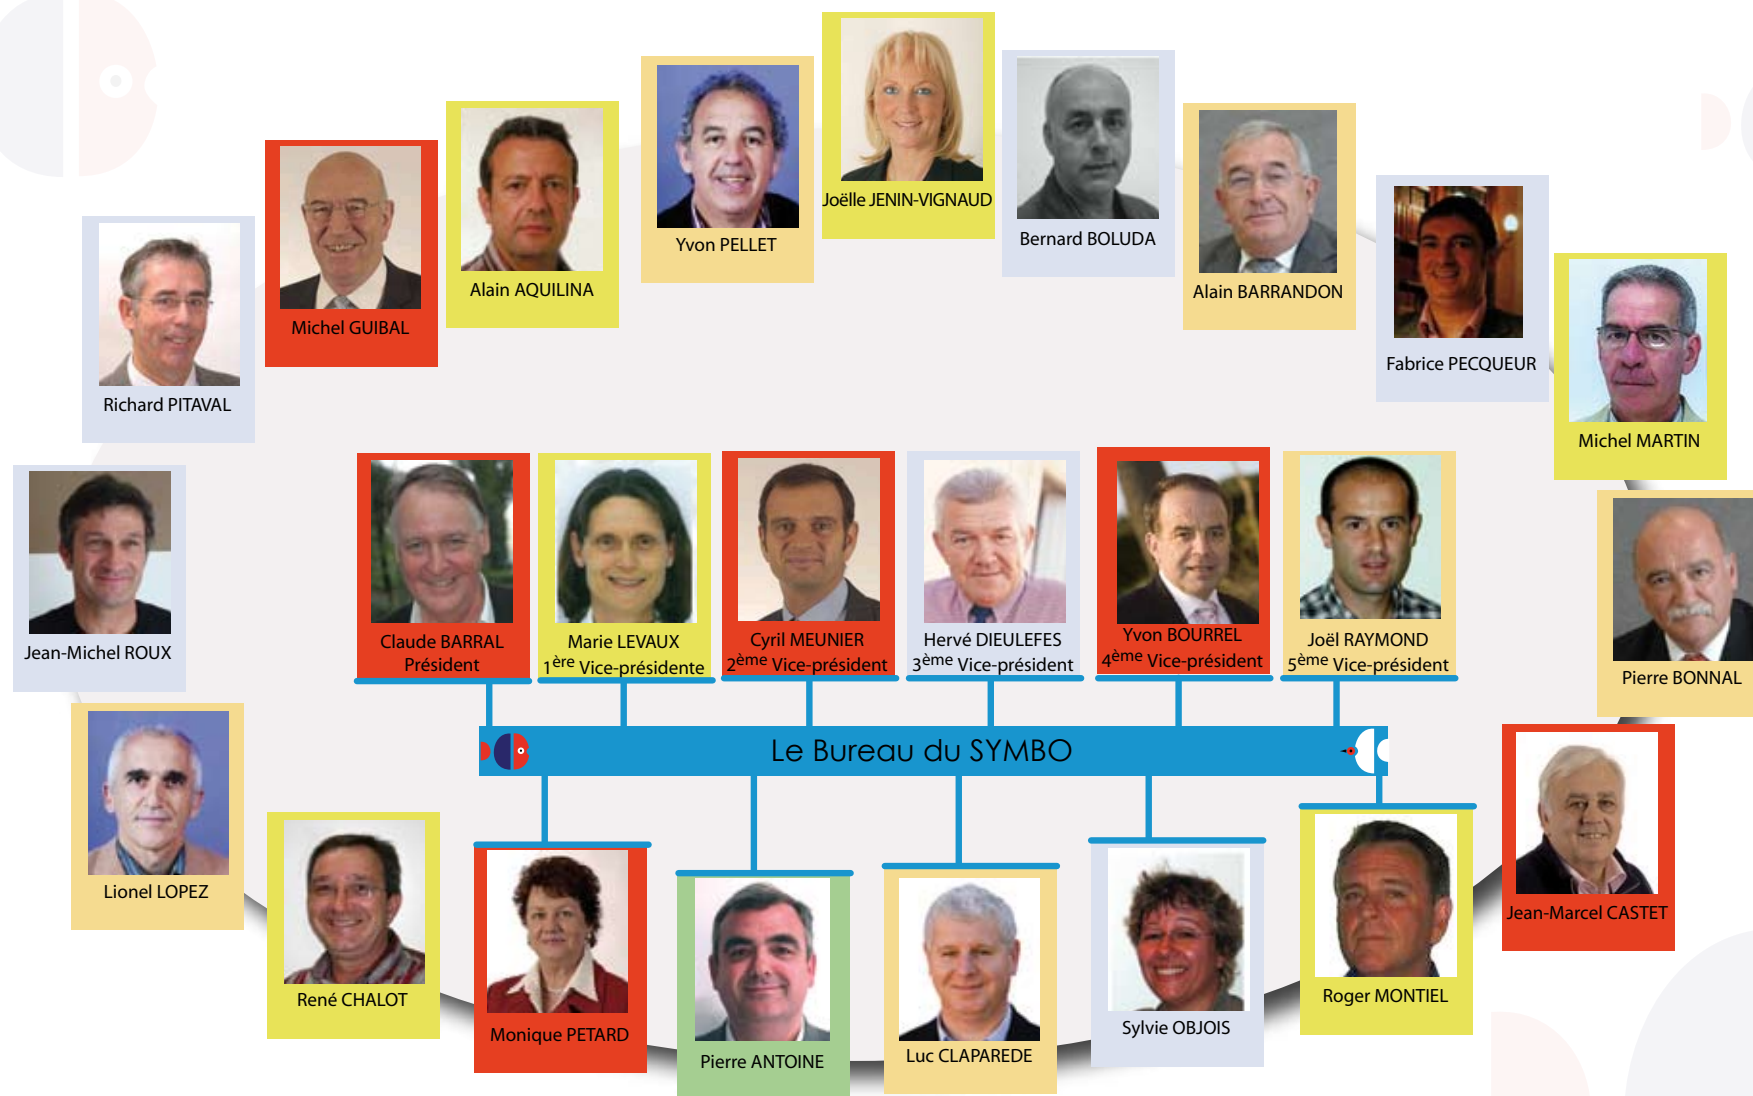 Joëlle JENIN-VIGNAUD
Yvon PELLET
Bernard BOLUDA
Alain AQUILINA
Alain BARRANDON
Michel GUIBAL
Fabrice PECQUEUR
Richard PITAVAL
Michel MARTIN
Jean-Michel ROUX
Claude BARRAL
Président
Marie LEVAUX
1ère Vice-présidente
Cyril MEUNIER
2ème Vice-président
Hervé DIEULEFES
3ème Vice-président
Yvon BOURREL
4ème Vice-président
Joël RAYMOND
5ème Vice-président
Pierre BONNAL
Le Bureau du SYMBO
Lionel LOPEZ
Jean-Marcel CASTET
René CHALOT
Monique PETARD
Pierre ANTOINE
Luc CLAPAREDE
Sylvie OBJOIS
Roger MONTIEL